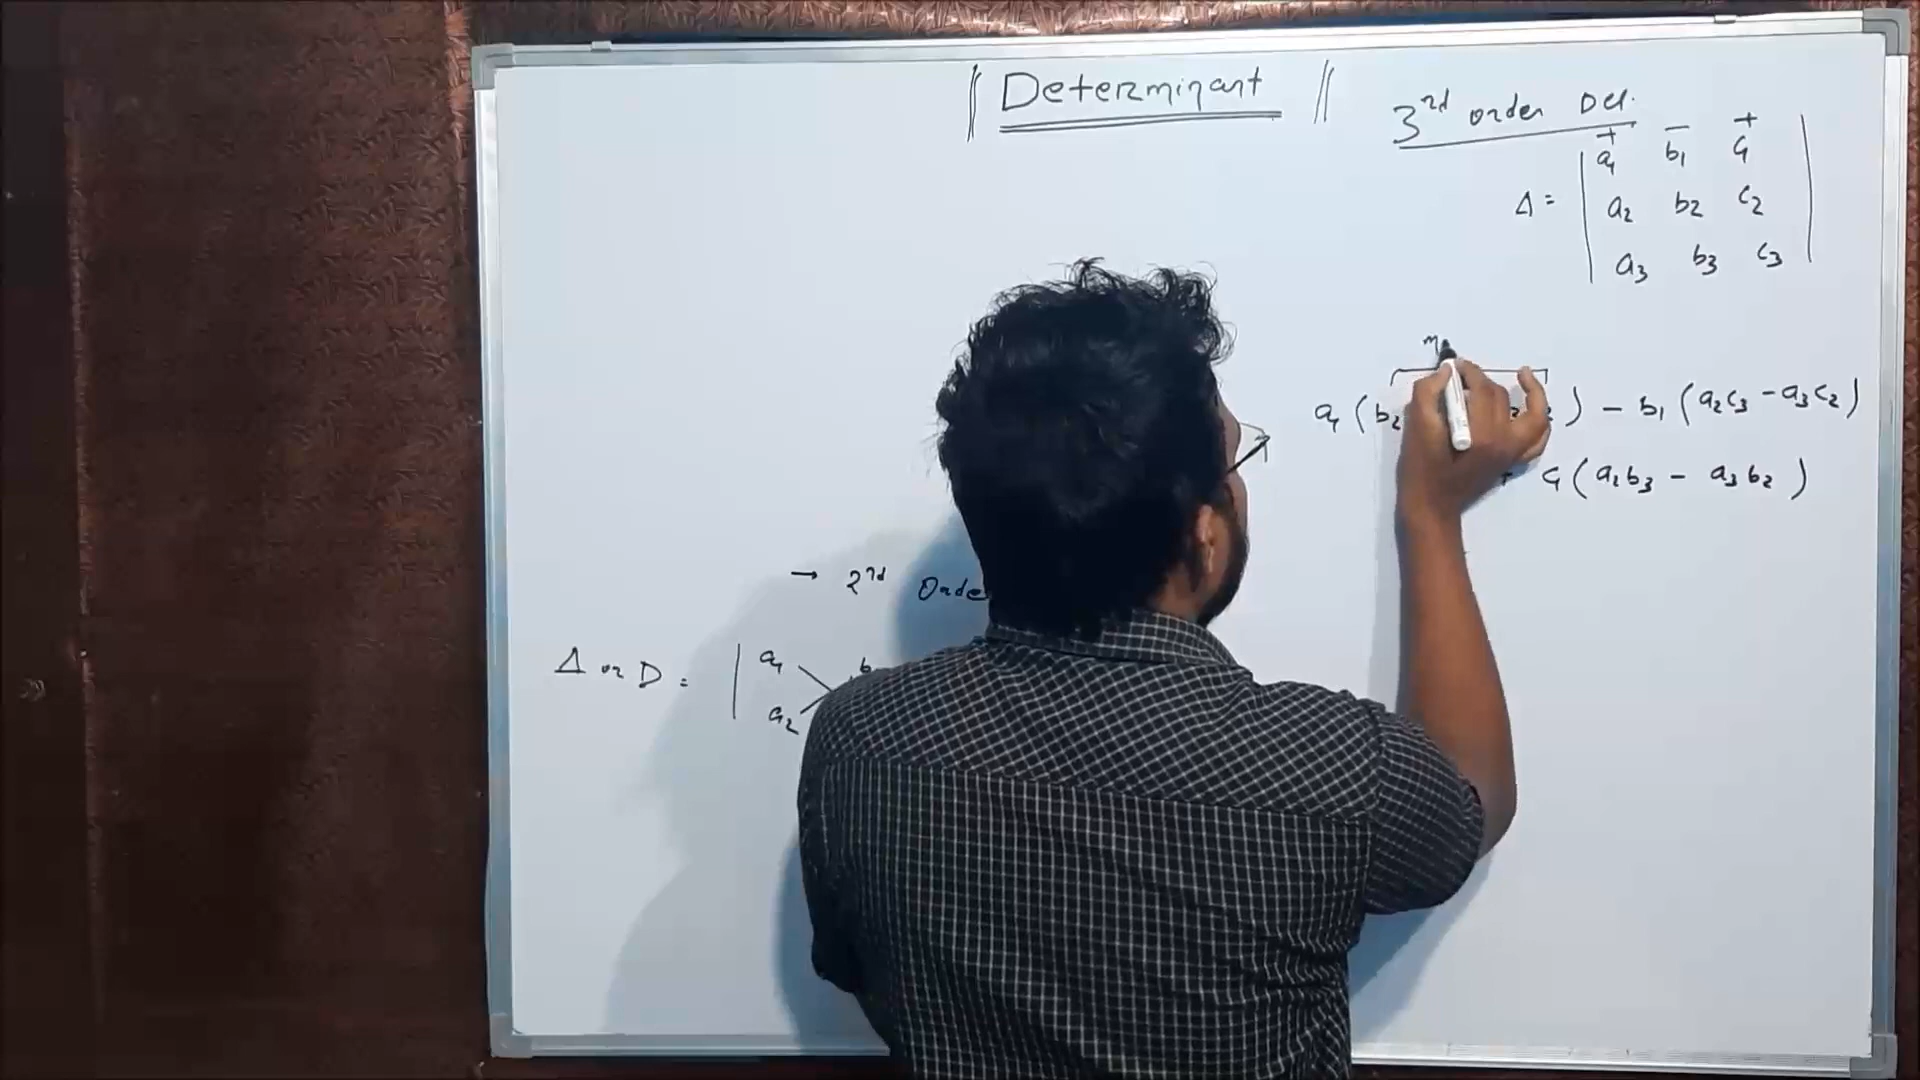 || Determinant ||
3rd order Det.
+ − +
a1 b1 c1
Δ = | a2 b2 c2 |
a3 b3 c3
m
a1 (b2 ) − b1 (a2c3 − a3c2)
+ c1 (a2b3 − a3b2)
→ 2nd Orde
Δ or D = | a1 b
a2